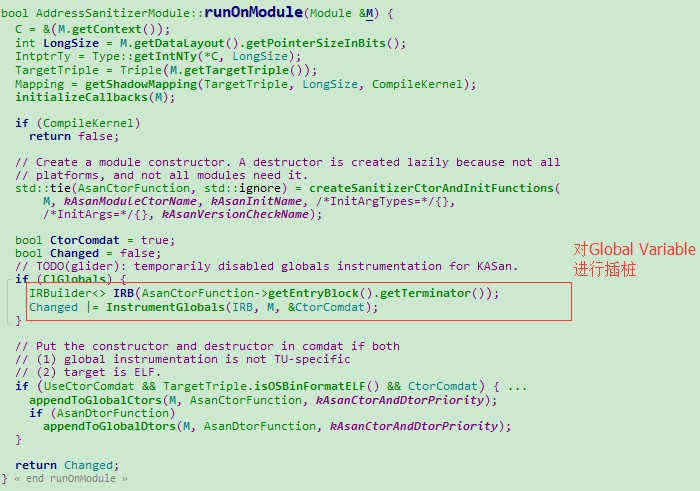 bool AddressSanitizerModule::runOnModule(Module &M) {
  C = &(M.getContext());
  int LongSize = M.getDataLayout().getPointerSizeInBits();
  IntptrTy = Type::getIntNTy(*C, LongSize);
  TargetTriple = Triple(M.getTargetTriple());
  Mapping = getShadowMapping(TargetTriple, LongSize, CompileKernel);
  initializeCallbacks(M);

  if (CompileKernel)
    return false;

  // Create a module constructor. A destructor is created lazily because not all
  // platforms, and not all modules need it.
  std::tie(AsanCtorFunction, std::ignore) = createSanitizerCtorAndInitFunctions(
      M, kAsanModuleCtorName, kAsanInitName, /*InitArgTypes=*/{},
      /*InitArgs=*/{}, kAsanVersionCheckName);

  bool CtorComdat = true;
  bool Changed = false;
  // TODO(glider): temporarily disabled globals instrumentation for KASan.
  if (ClGlobals) {
    IRBuilder<> IRB(AsanCtorFunction->getEntryBlock().getTerminator());
    Changed |= InstrumentGlobals(IRB, M, &CtorComdat);
  }
对Global Variable
进行插桩

  // Put the constructor and destructor in comdat if both
  // (1) global instrumentation is not TU-specific
  // (2) target is ELF.
  if (UseCtorComdat && TargetTriple.isOSBinFormatELF() && CtorComdat) { ...
    appendToGlobalCtors(M, AsanCtorFunction, kAsanCtorAndDtorPriority);
    if (AsanDtorFunction)
      appendToGlobalDtors(M, AsanDtorFunction, kAsanCtorAndDtorPriority);
  }

  return Changed;
} « end runOnModule »